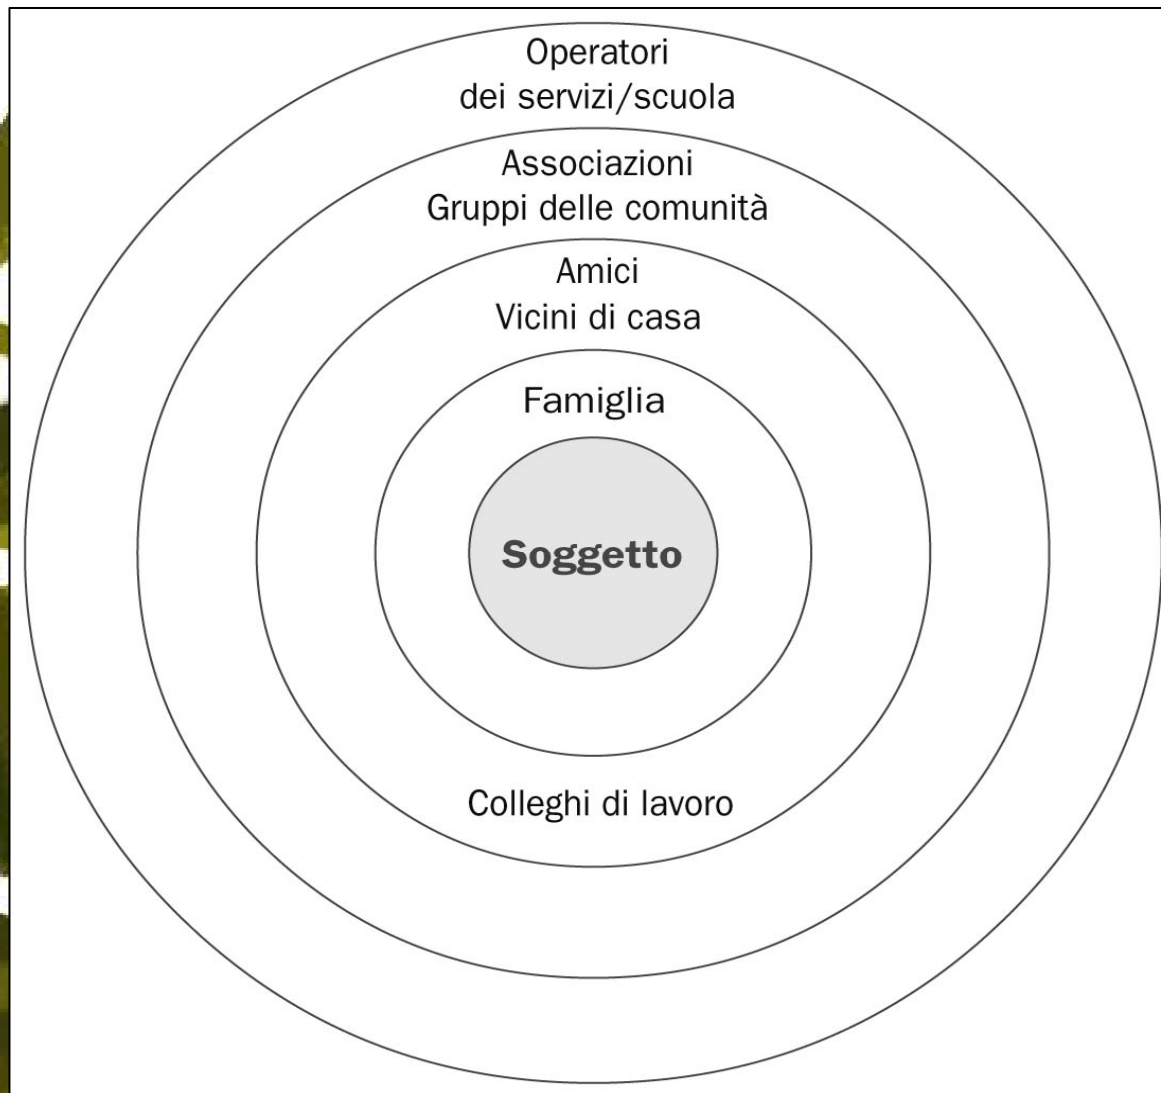 Operatori
dei servizi/scuola
Associazioni
Gruppi delle comunità
Amici
Vicini di casa
Famiglia
Soggetto
Colleghi di lavoro